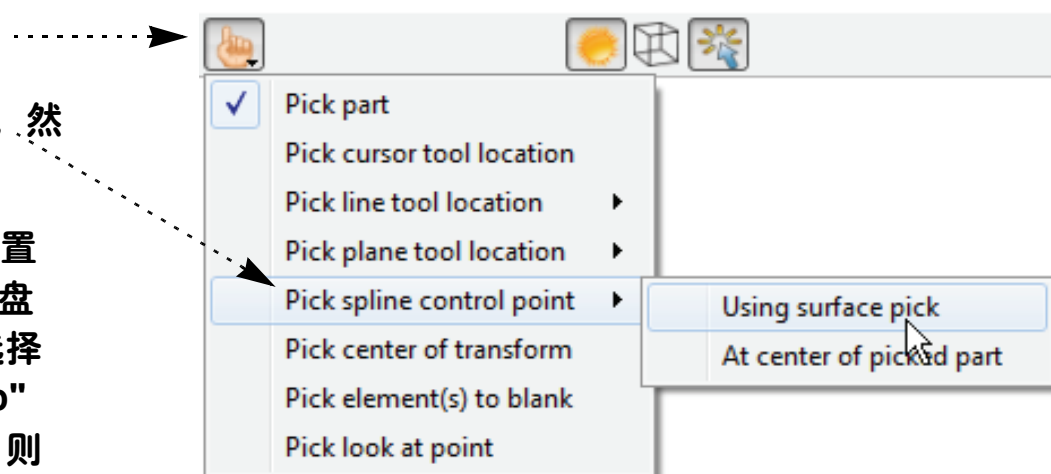 然
置
盘
择
"
则
Pick part
Pick cursor tool location
Pick line tool location
Pick plane tool location
Pick spline control point
Using surface pick
At center of picked part
Pick center of transform
Pick element(s) to blank
Pick look at point